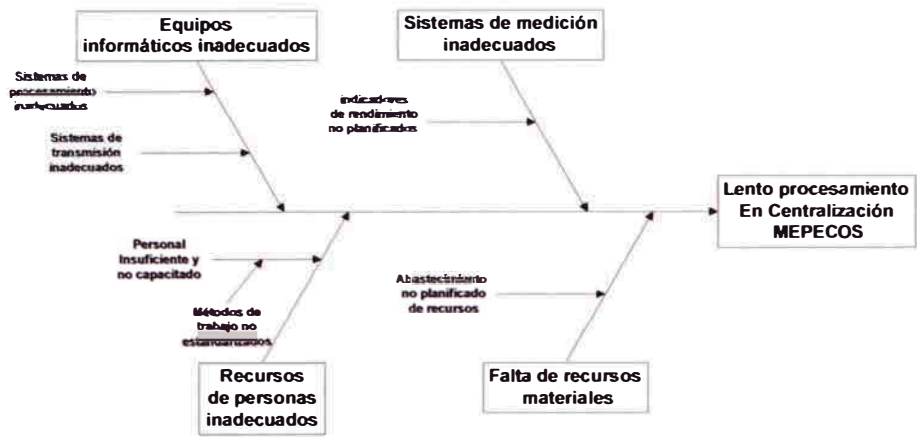 Equipos
informáticos inadecuados
Sistemas de medición
inadecuados
Sistemas de
procesamiento
inadecuados
Sistemas de
transmisión
inadecuados
indicadores
de rendimiento
no planificados
Lento procesamiento
En Centralización
MEPECOS
Personal
Insuficiente y
no capacitado
Métodos de
trabajo no
estandarizados
Abastecimiento
no planificado
de recursos
Recursos
de personas
inadecuados
Falta de recursos
materiales